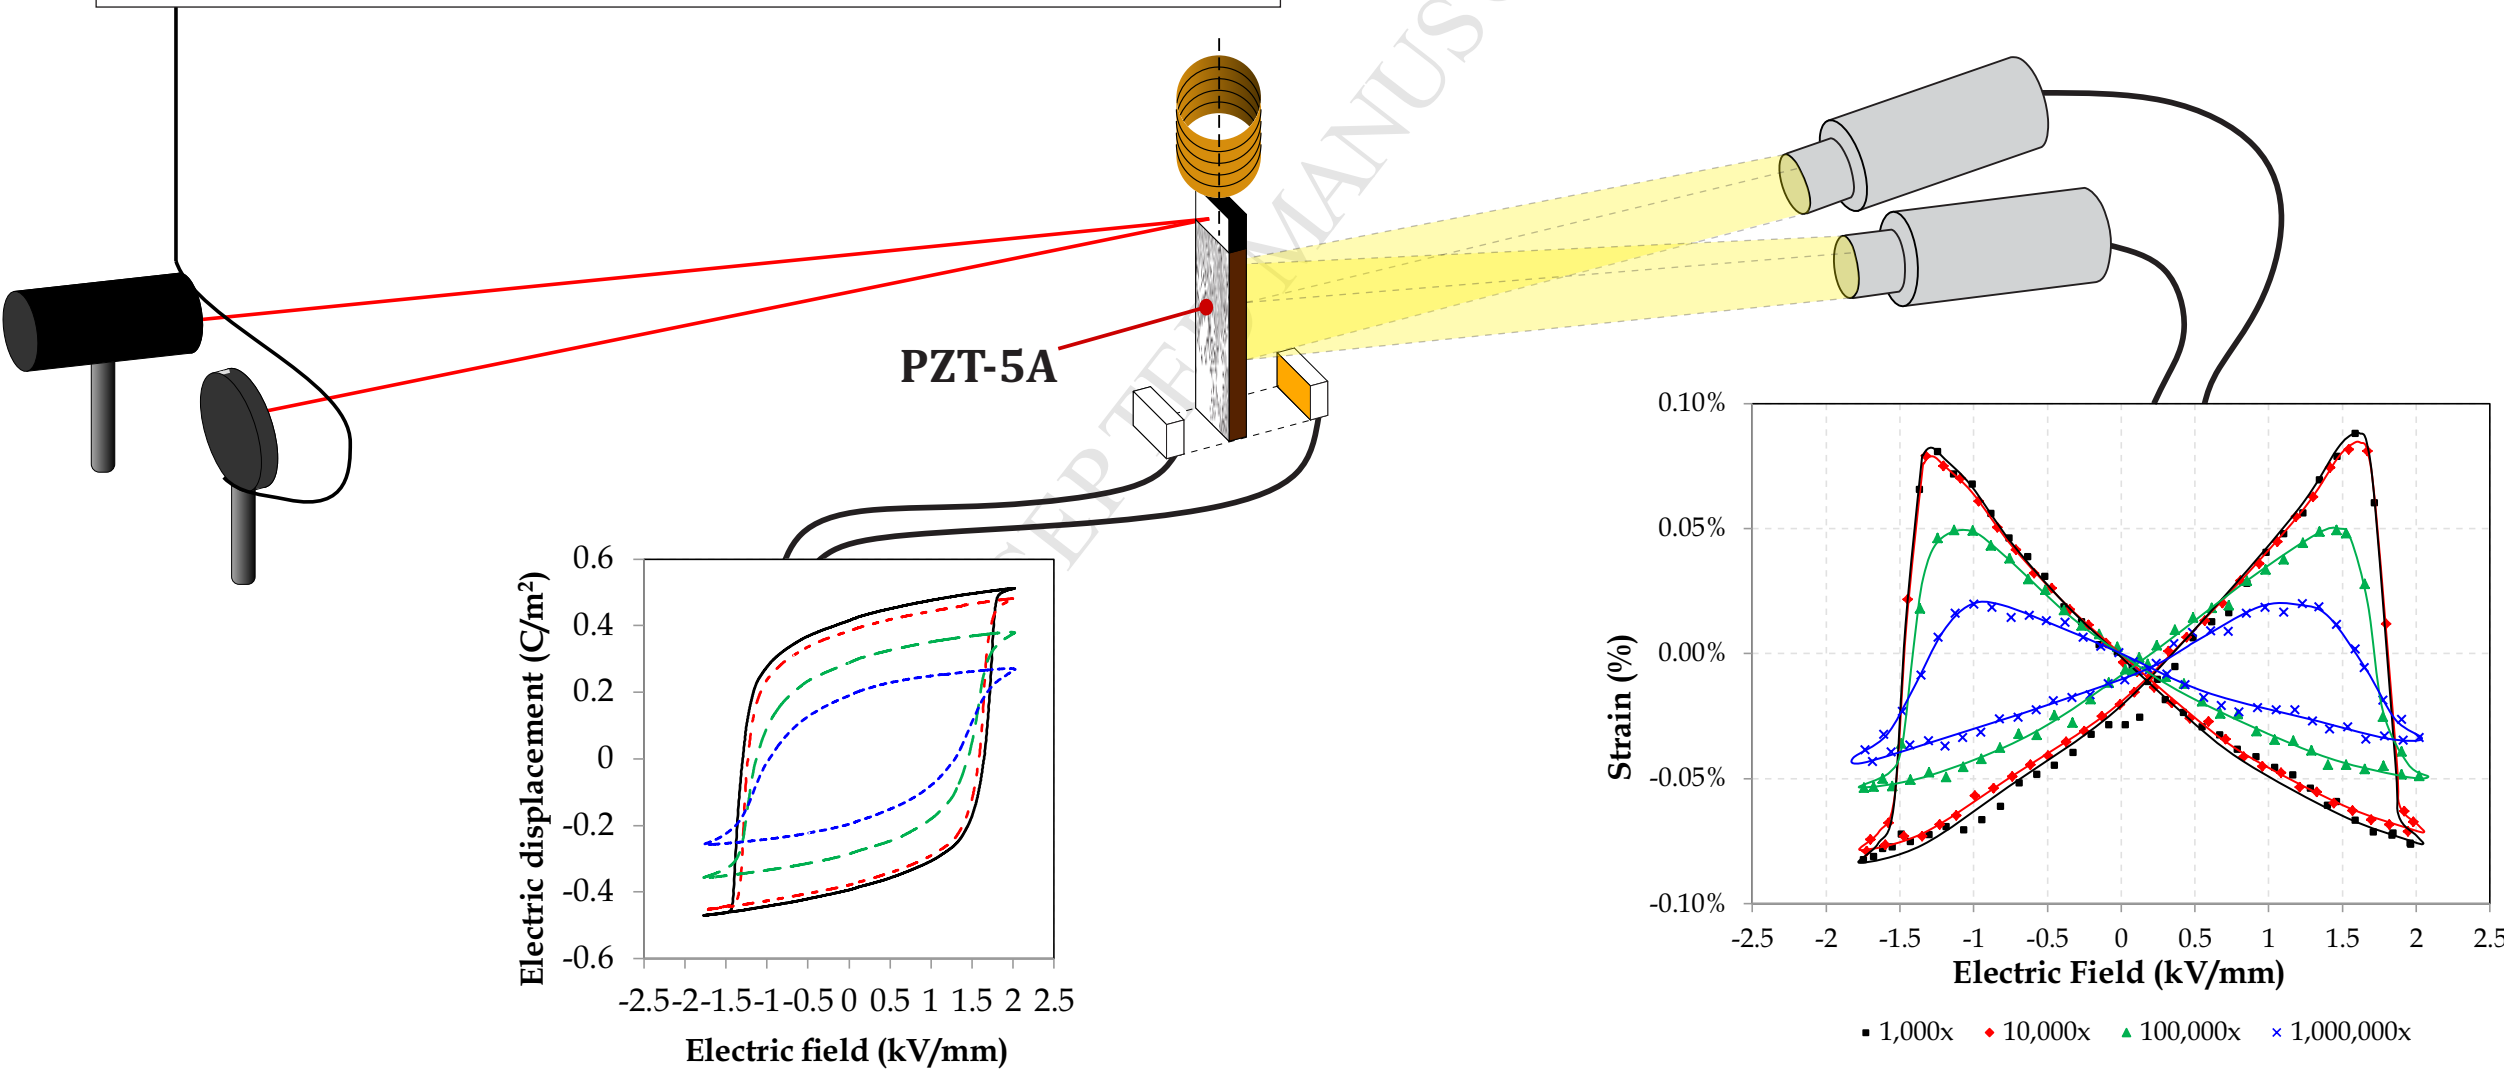 PZT-5A
0.6
0.4
0.2
0
-0.2
-0.4
-0.6
Electric displacement (C/m²)
-2.5 -2 -1.5 -1 -0.5 0 0.5 1 1.5 2 2.5
Electric field (kV/mm)
0.10%
0.05%
0.00%
-0.05%
-0.10%
Strain (%)
-2.5 -2 -1.5 -1 -0.5 0 0.5 1 1.5 2 2.5
Electric Field (kV/mm)
1,000x 10,000x 100,000x 1,000,000x